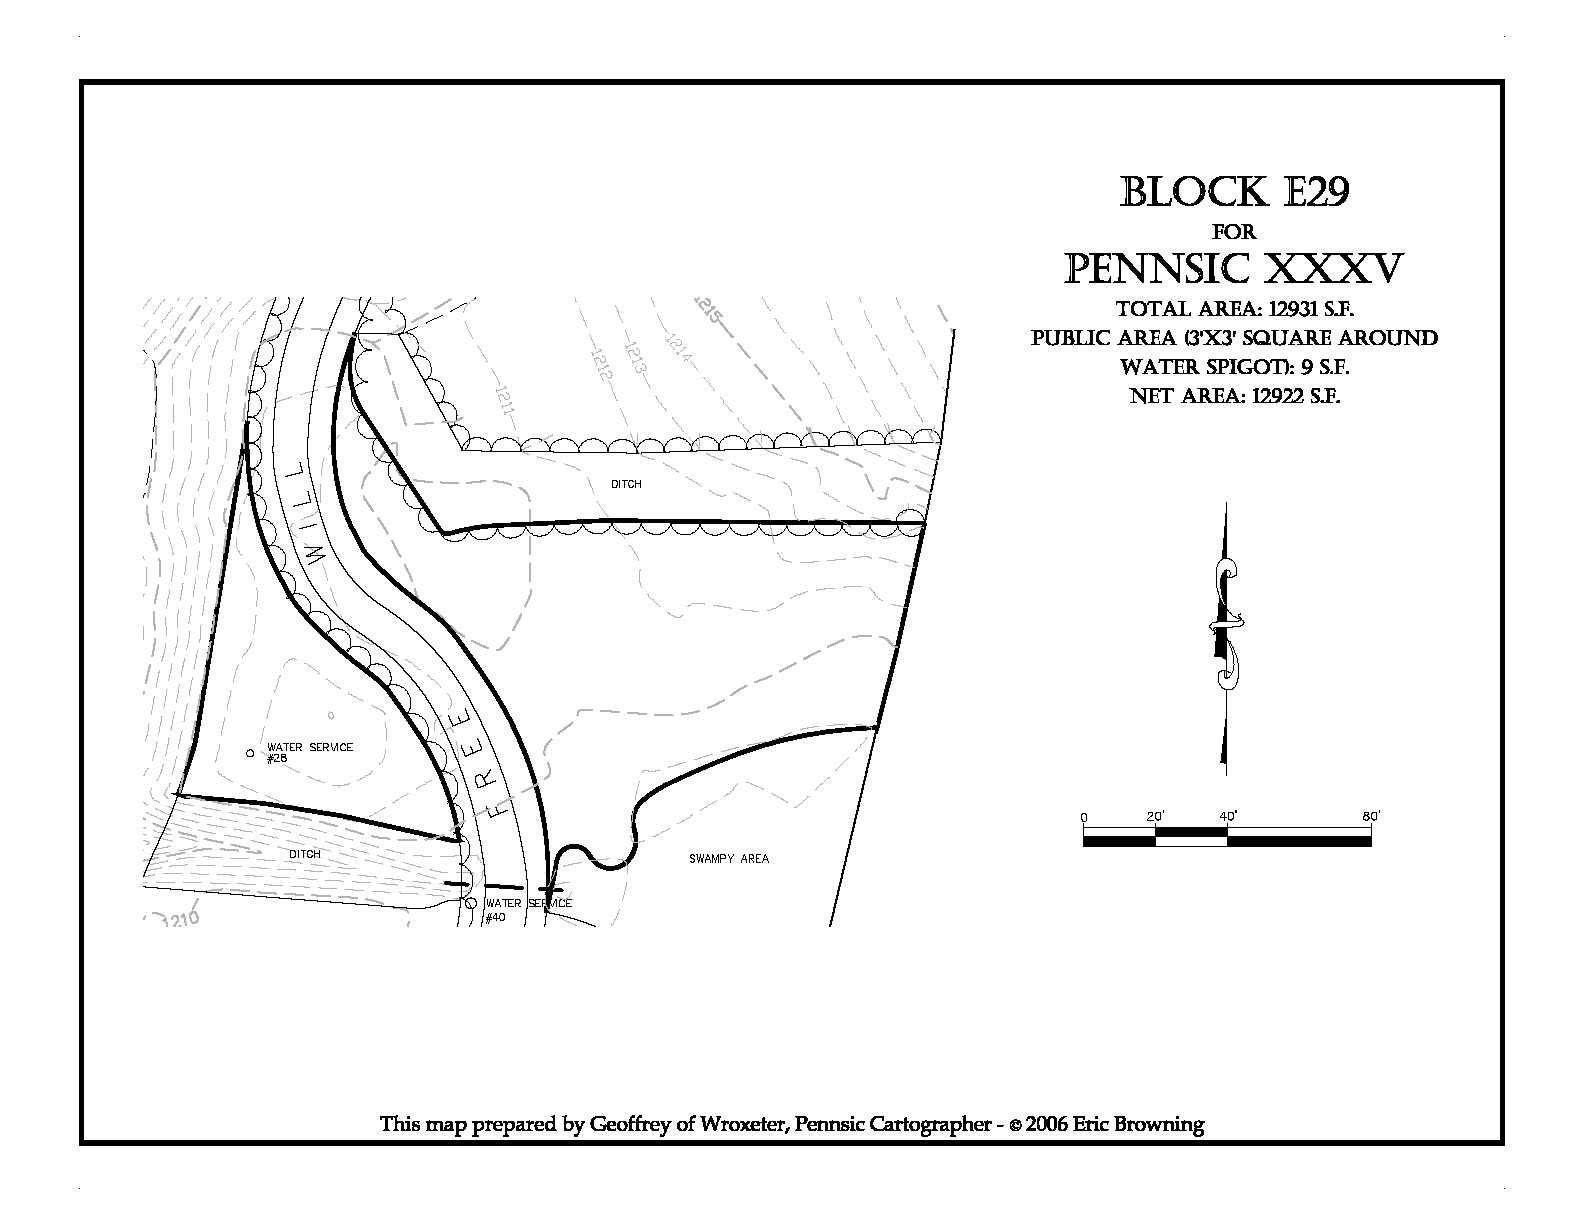 BLOCK E29
FOR
PENNSIC XXXV
TOTAL AREA: 12931 S.F.
PUBLIC AREA (3'X3' SQUARE AROUND
WATER SPIGOT): 9 S.F.
NET AREA: 12922 S.F.
1215
1214
1213
1212
1211
DITCH
WILL
FREE
WATER SERVICE
#28
DITCH
SWAMPY AREA
WATER SERVICE
#40
1210
0 20' 40' 80'
This map prepared by Geoffrey of Wroxeter, Pennsic Cartographer - © 2006 Eric Browning